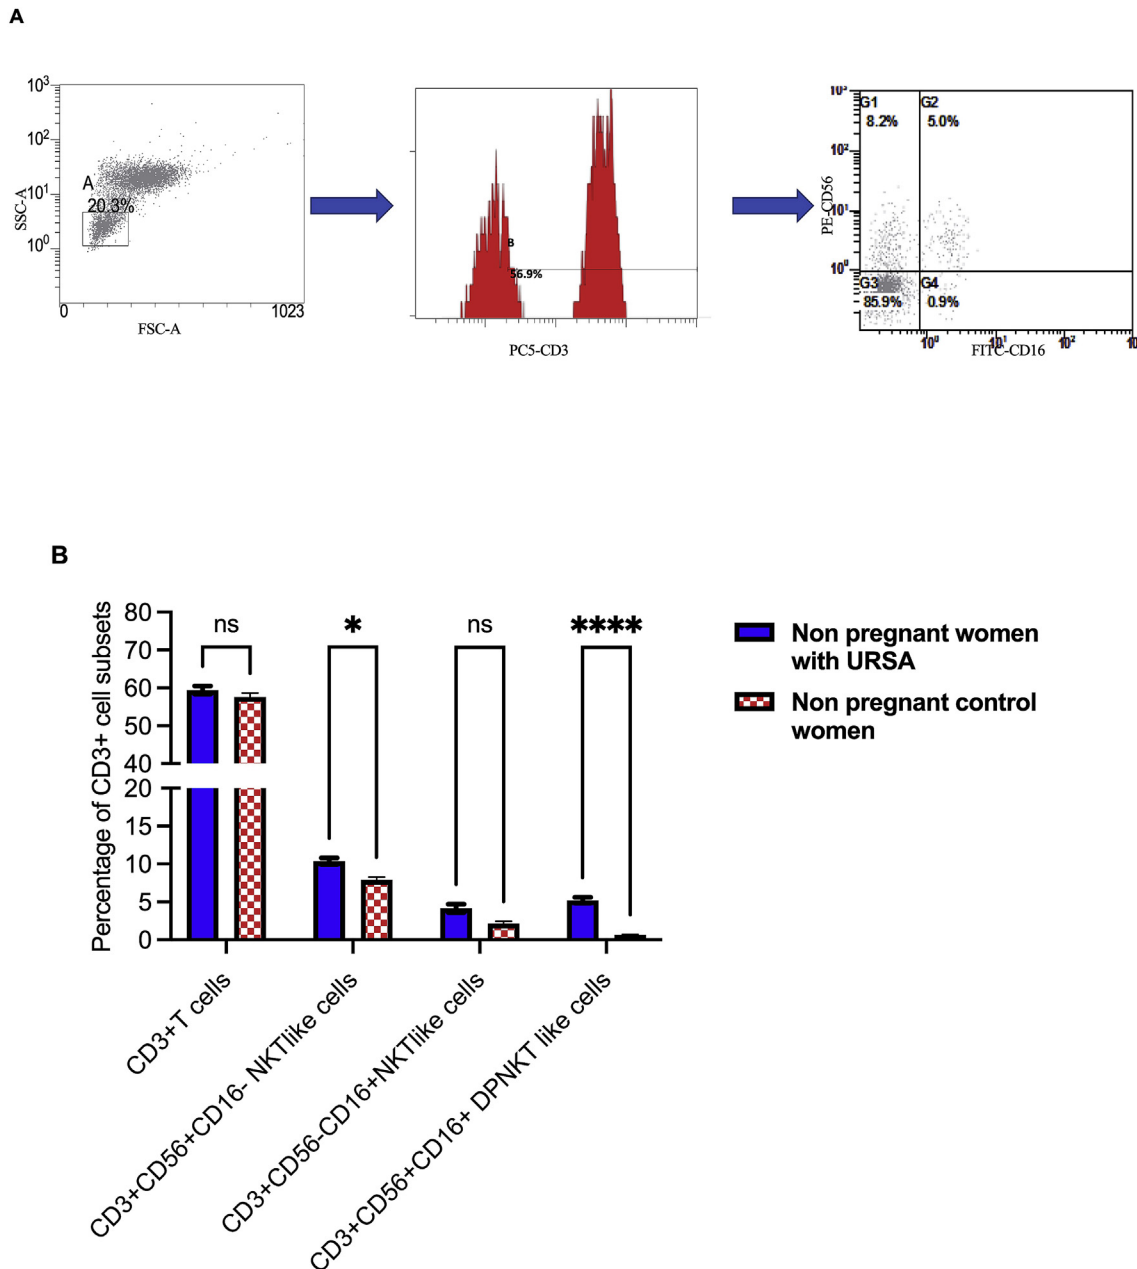 A
10³
10²
10¹
10⁰
SSC-A
A
20.3%
0
1023
FSC-A
B
56.9%
PC5-CD3
10³
10²
10¹
10⁰
PE-CD56
G1
8.2%
G2
5.0%
G3
85.9%
G4
0.9%
10⁰
10¹
10²
10
FITC-CD16
B
Percentage of CD3+ cell subsets
80
70
60
50
40
20
15
10
5
0
ns
*
ns
****
Non pregnant women
with URSA
Non pregnant control
women
CD3+T cells
CD3+CD56+CD16- NKTlike cells
CD3+CD56-CD16+NKTlike cells
CD3+CD56+CD16+ DPNKT like cells